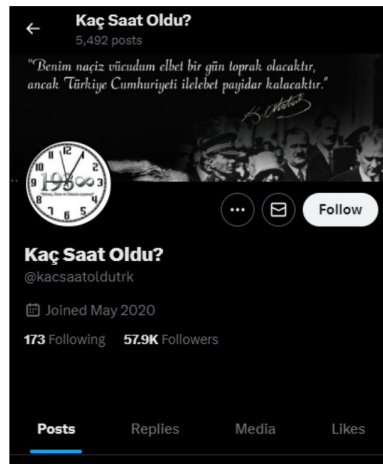 Kaç Saat Oldu?
5,492 posts
"Benim naçiz vücudum elbet bir gün toprak olacaktır,
ancak Türkiye Cumhuriyeti ilelebet payidar kalacaktır."
K. Atatürk
12
11
1
10
2
9
193∞
3
8
4
7
6
5
Follow
Kaç Saat Oldu?
@kacsaatoldutrk
Joined May 2020
173 Following 57.9K Followers
Posts Replies Media Likes